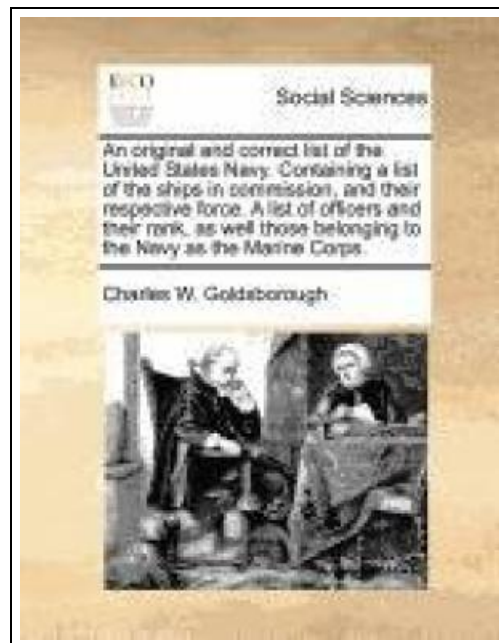 ECCO
Social Sciences
An original and correct list of the
United States Navy. Containing a list
of the ships in commission, and their
respective force. A list of officers and
their rank, as well those belonging to
the Navy as the Marine Corps.
Charles W. Goldsborough